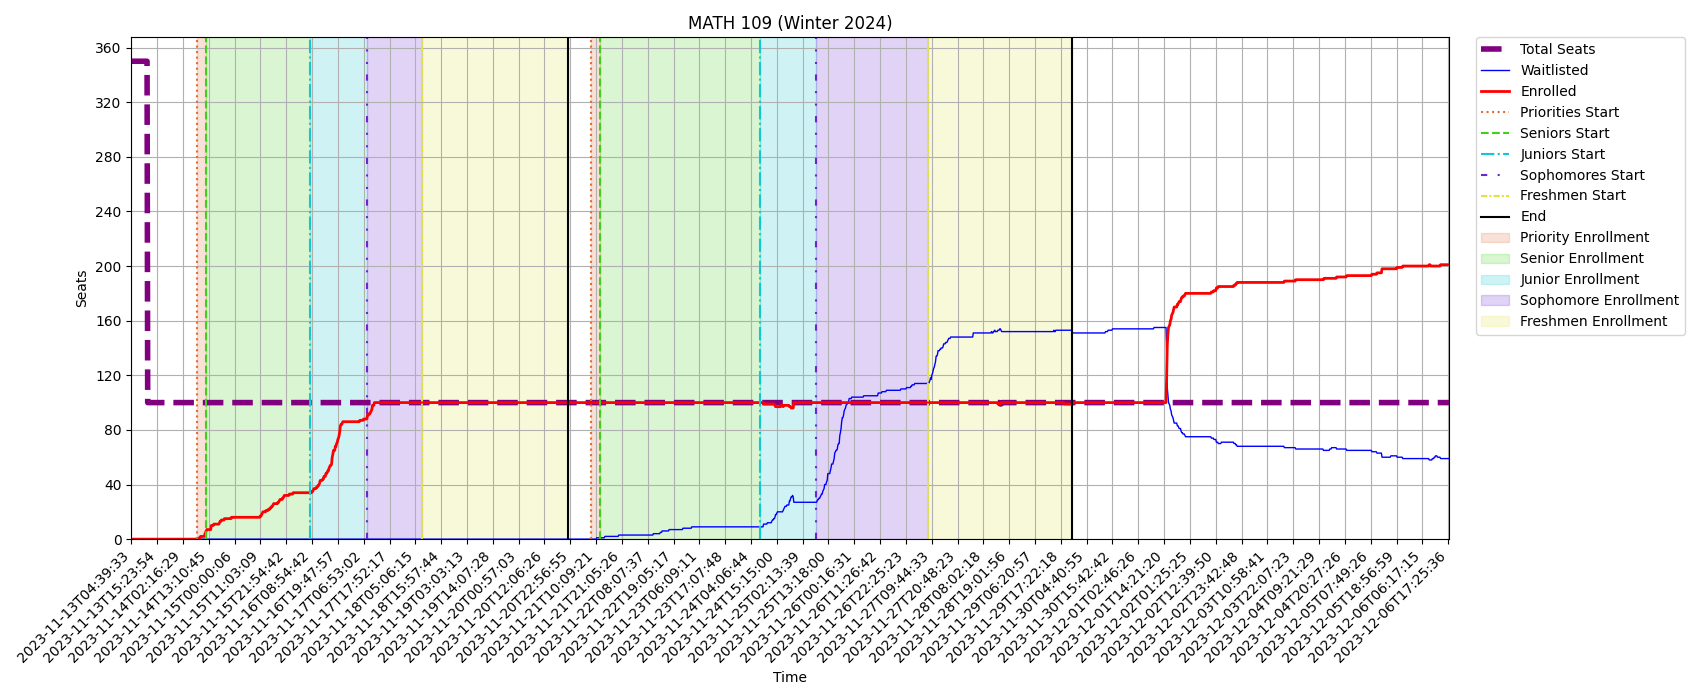 MATH 109 (Winter 2024)
360
320
280
240
200
160
120
80
40
0
Seats
2023-11-13T04:39:33
2023-11-13T15:23:54
2023-11-14T02:16:29
2023-11-14T13:10:45
2023-11-15T00:00:06
2023-11-15T11:03:09
2023-11-15T21:54:42
2023-11-16T08:54:42
2023-11-16T19:47:57
2023-11-17T06:53:02
2023-11-17T17:52:17
2023-11-18T05:06:15
2023-11-18T15:57:44
2023-11-19T03:03:13
2023-11-19T14:07:28
2023-11-20T00:57:03
2023-11-20T12:06:26
2023-11-20T22:56:55
2023-11-21T10:09:21
2023-11-21T21:05:26
2023-11-22T08:07:37
2023-11-22T19:05:17
2023-11-23T06:09:11
2023-11-23T17:07:48
2023-11-24T04:06:44
2023-11-24T15:15:00
2023-11-25T02:13:39
2023-11-25T13:18:00
2023-11-26T00:16:31
2023-11-26T11:26:42
2023-11-26T22:25:23
2023-11-27T09:44:33
2023-11-27T20:48:23
2023-11-28T08:02:18
2023-11-28T19:01:56
2023-11-29T06:20:57
2023-11-29T17:22:18
2023-11-30T04:40:55
2023-11-30T15:42:42
2023-12-01T02:46:26
2023-12-01T14:21:20
2023-12-02T01:25:25
2023-12-02T12:39:50
2023-12-02T23:42:48
2023-12-03T10:58:41
2023-12-03T22:07:23
2023-12-04T09:21:29
2023-12-04T20:27:26
2023-12-05T07:49:26
2023-12-05T18:56:59
2023-12-06T06:17:15
2023-12-06T17:25:36
Time
Total Seats
Waitlisted
Enrolled
Priorities Start
Seniors Start
Juniors Start
Sophomores Start
Freshmen Start
End
Priority Enrollment
Senior Enrollment
Junior Enrollment
Sophomore Enrollment
Freshmen Enrollment